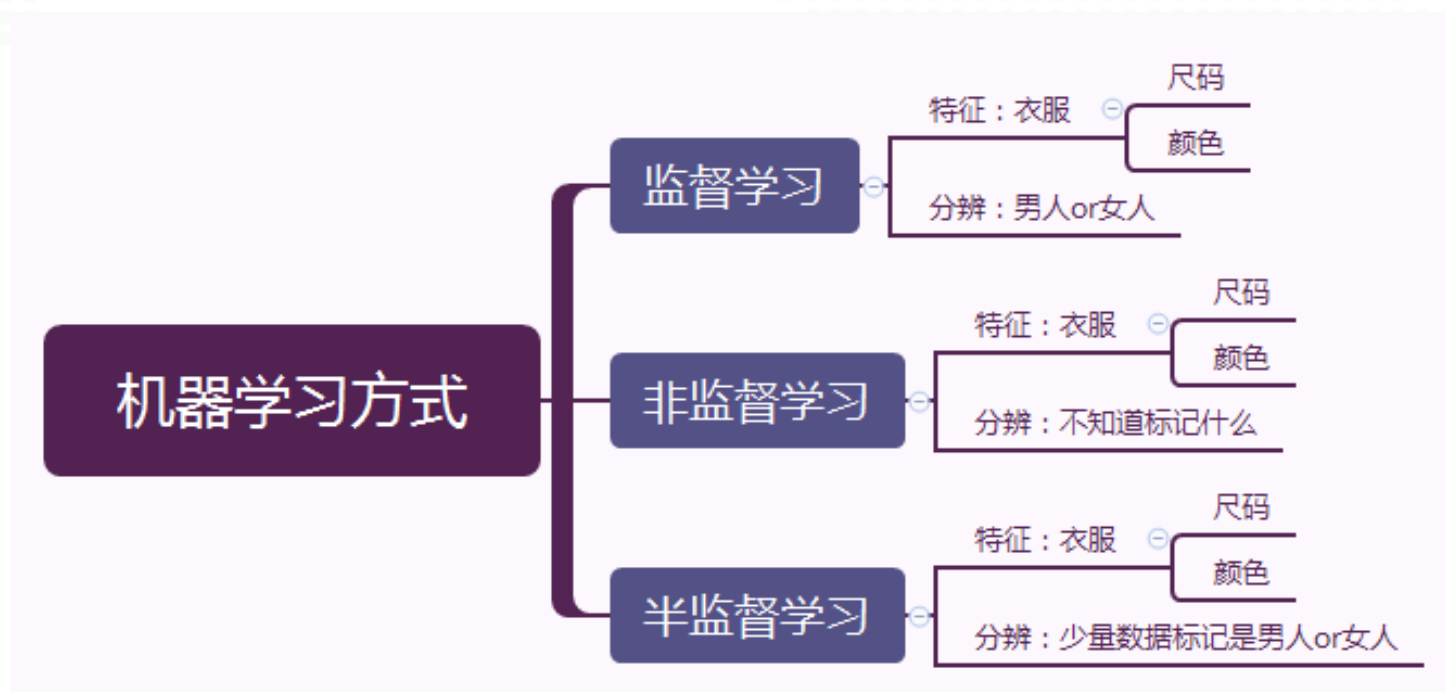 机器学习方式
监督学习
特征：衣服
尺码
颜色
分辨：男人or女人
非监督学习
特征：衣服
尺码
颜色
分辨：不知道标记什么
半监督学习
特征：衣服
尺码
颜色
分辨：少量数据标记是男人or女人